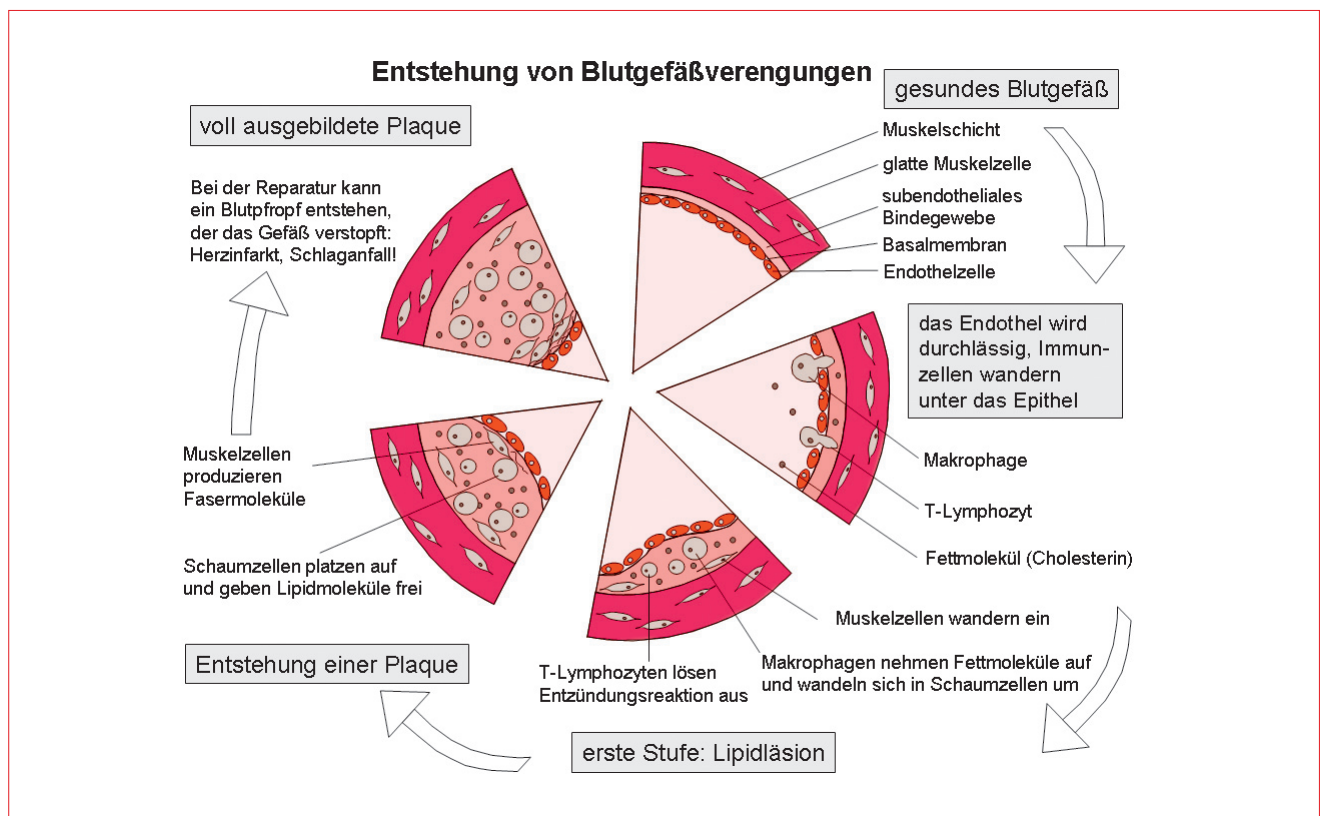 Entstehung von Blutgefäßverengungen
gesundes Blutgefäß
Muskelschicht
glatte Muskelzelle
subendotheliales
Bindegewebe
Basalmembran
Endothelzelle
das Endothel wird
durchlässig, Immun-
zellen wandern
unter das Epithel
Makrophage
T-Lymphozyt
Fettmolekül (Cholesterin)
Muskelzellen wandern ein
Makrophagen nehmen Fettmoleküle auf
und wandeln sich in Schaumzellen um
T-Lymphozyten lösen
Entzündungsreaktion aus
erste Stufe: Lipidläsion
Entstehung einer Plaque
Schaumzellen platzen auf
und geben Lipidmoleküle frei
Muskelzellen
produzieren
Fasermoleküle
voll ausgebildete Plaque
Bei der Reparatur kann
ein Blutpfropf entstehen,
der das Gefäß verstopft:
Herzinfarkt, Schlaganfall!